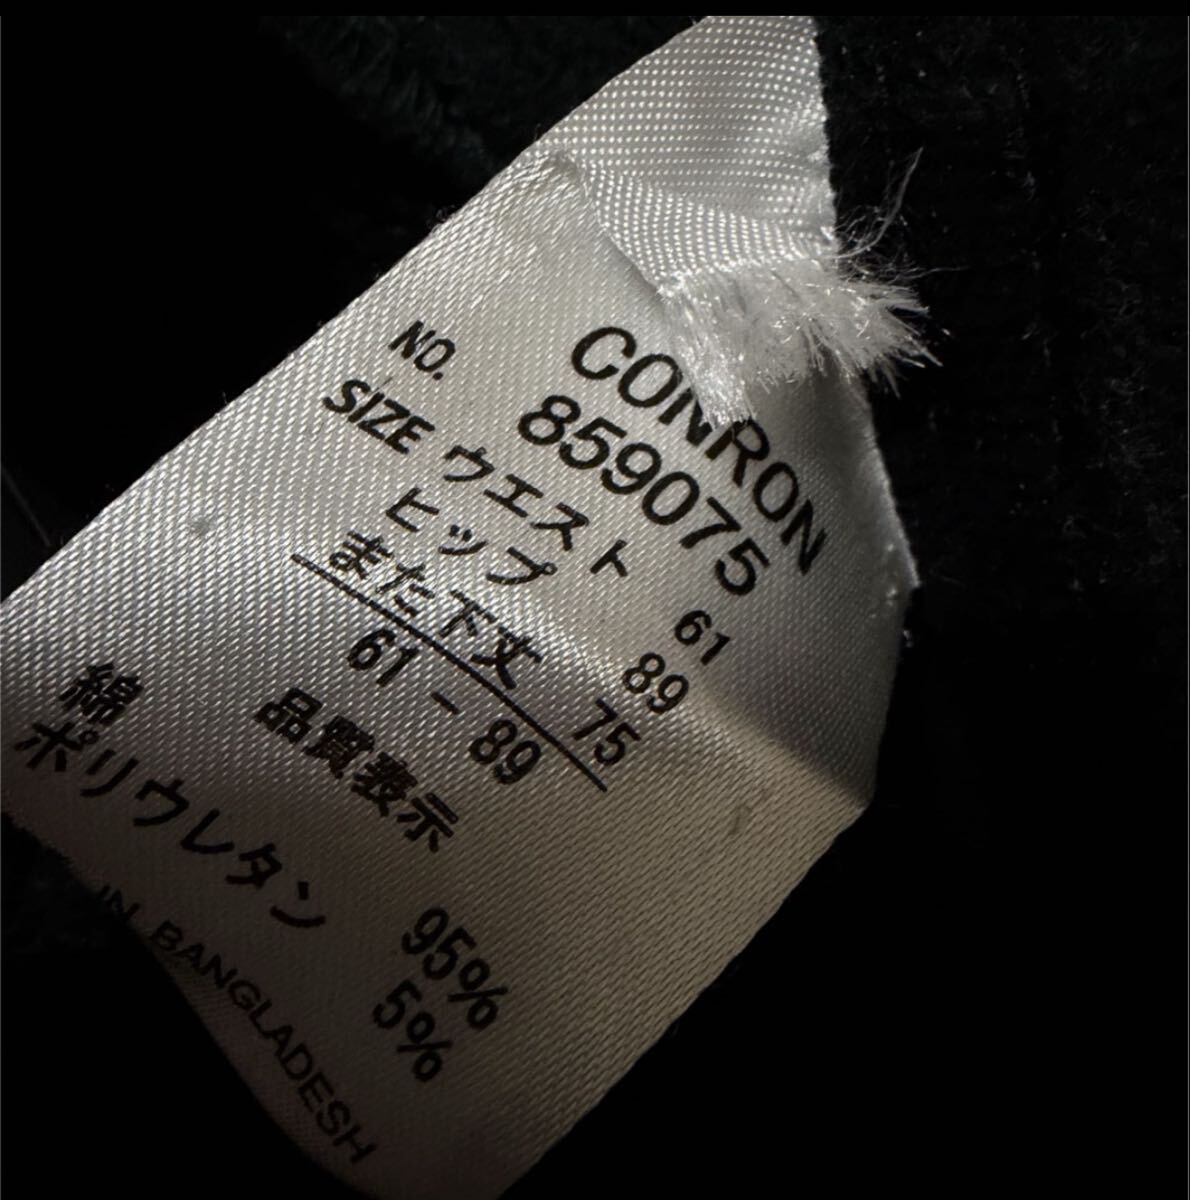 CONRON
NO. 859075
SIZE ウエスト 61
ヒップ 89
また下丈 75
61 - 89
品質表示
綿 95%
ポリウレタン 5%
IN BANGLADESH